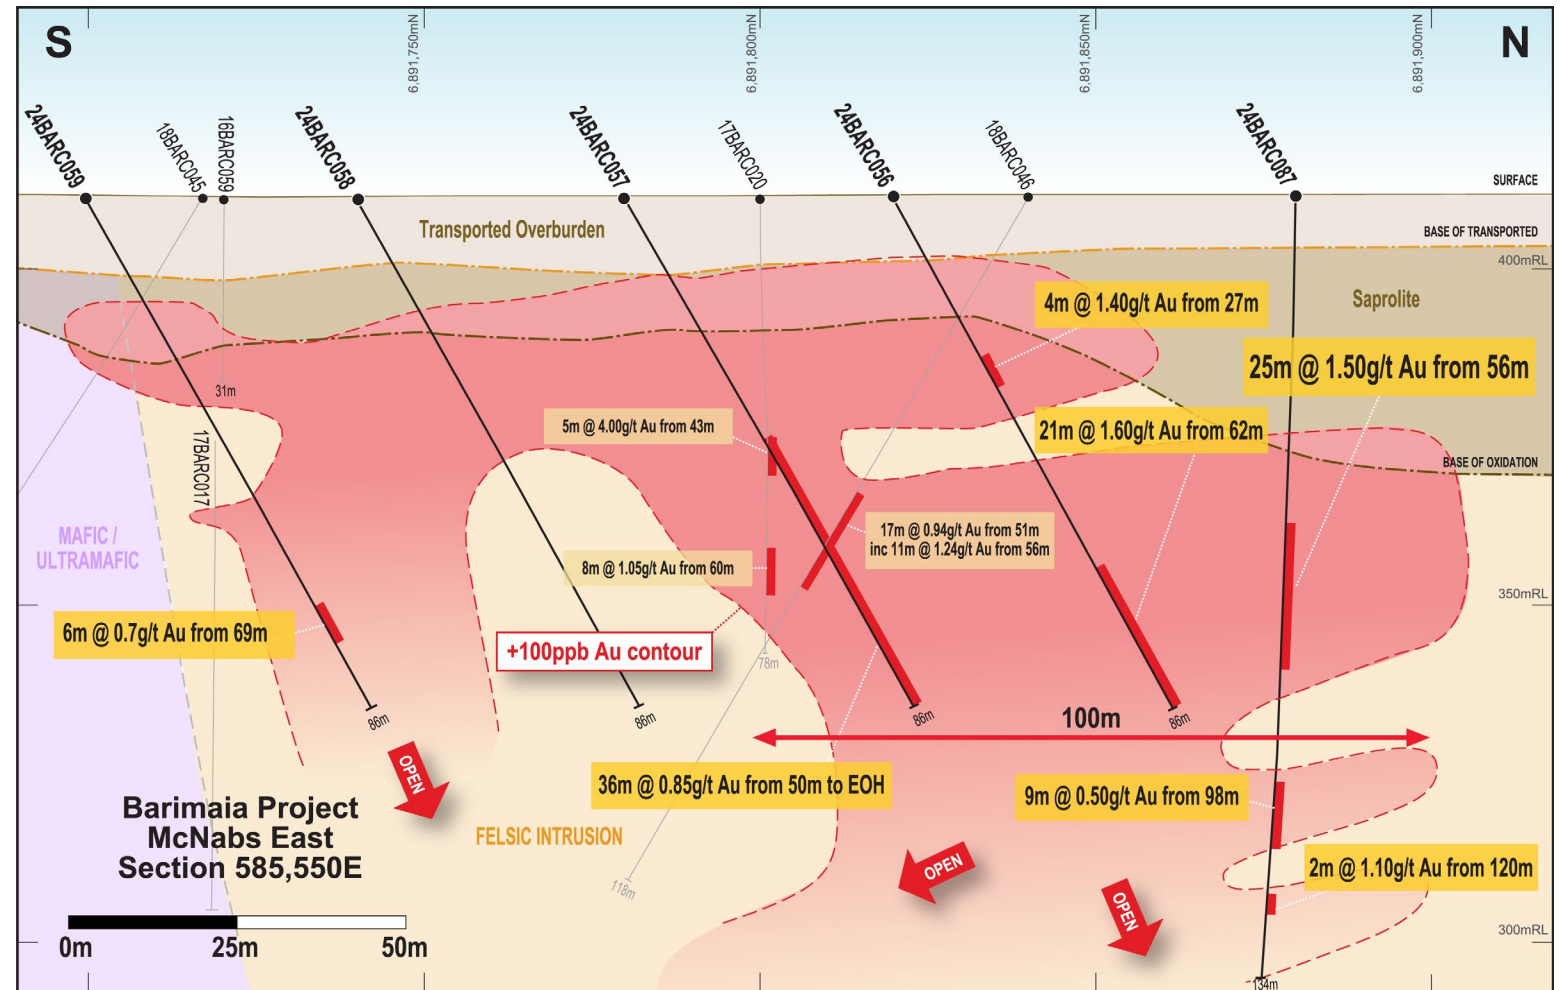 S
N
6,891,750mN
6,891,800mN
6,891,850mN
6,891,900mN
24BARC059
18BARC045
16BARC059
24BARC058
24BARC057
17BARC020
24BARC056
18BARC046
24BARC087
SURFACE
Transported Overburden
BASE OF TRANSPORTED
400mRL
4m @ 1.40g/t Au from 27m
Saprolite
25m @ 1.50g/t Au from 56m
31m
5m @ 4.00g/t Au from 43m
21m @ 1.60g/t Au from 62m
17BARC017
BASE OF OXIDATION
MAFIC /
ULTRAMAFIC
17m @ 0.94g/t Au from 51m
inc 11m @ 1.24g/t Au from 56m
8m @ 1.05g/t Au from 60m
350mRL
6m @ 0.7g/t Au from 69m
+100ppb Au contour
78m
86m
86m
86m
86m
100m
OPEN
36m @ 0.85g/t Au from 50m to EOH
9m @ 0.50g/t Au from 98m
Barimaia Project
McNabs East
Section 585,550E
FELSIC INTRUSION
OPEN
2m @ 1.10g/t Au from 120m
118m
OPEN
300mRL
0m
25m
50m
134m